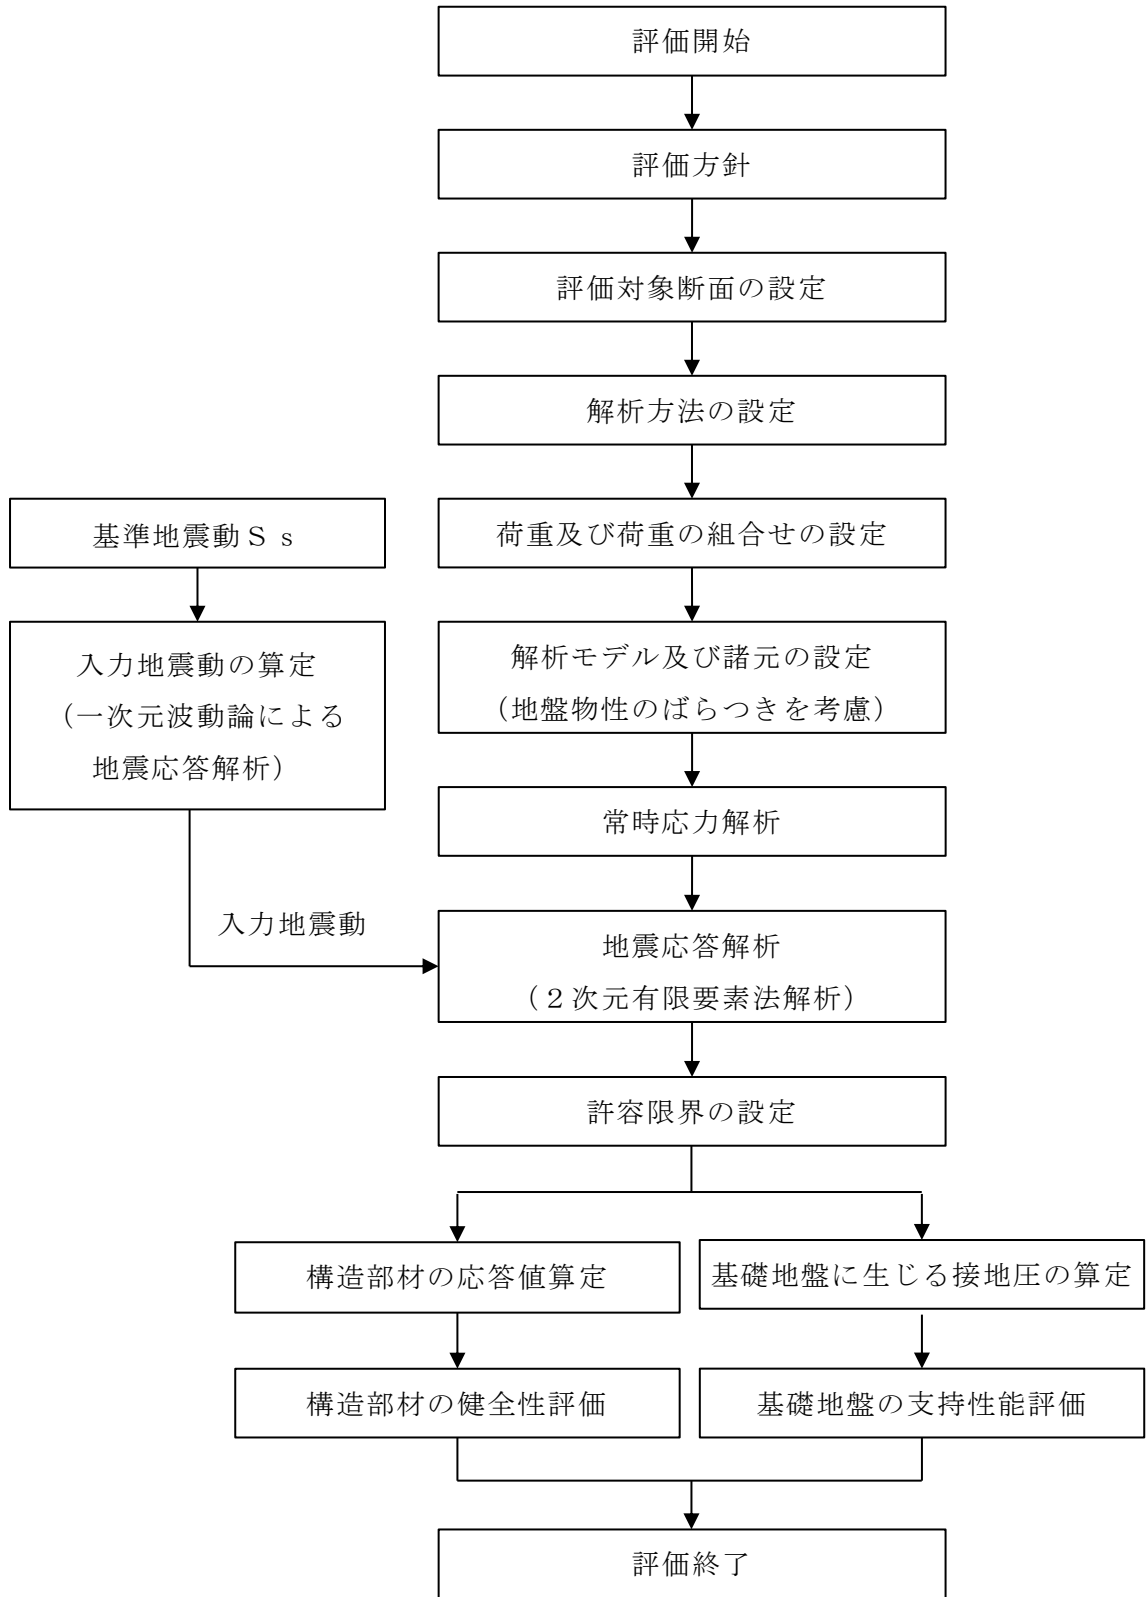 評価開始
評価方針
評価対象断面の設定
解析方法の設定
荷重及び荷重の組合せの設定
基準地震動Ｓｓ
入力地震動の算定
（一次元波動論による
地震応答解析）
解析モデル及び諸元の設定
（地盤物性のばらつきを考慮）
常時応力解析
入力地震動
地震応答解析
（２次元有限要素法解析）
許容限界の設定
構造部材の応答値算定
基礎地盤に生じる接地圧の算定
構造部材の健全性評価
基礎地盤の支持性能評価
評価終了